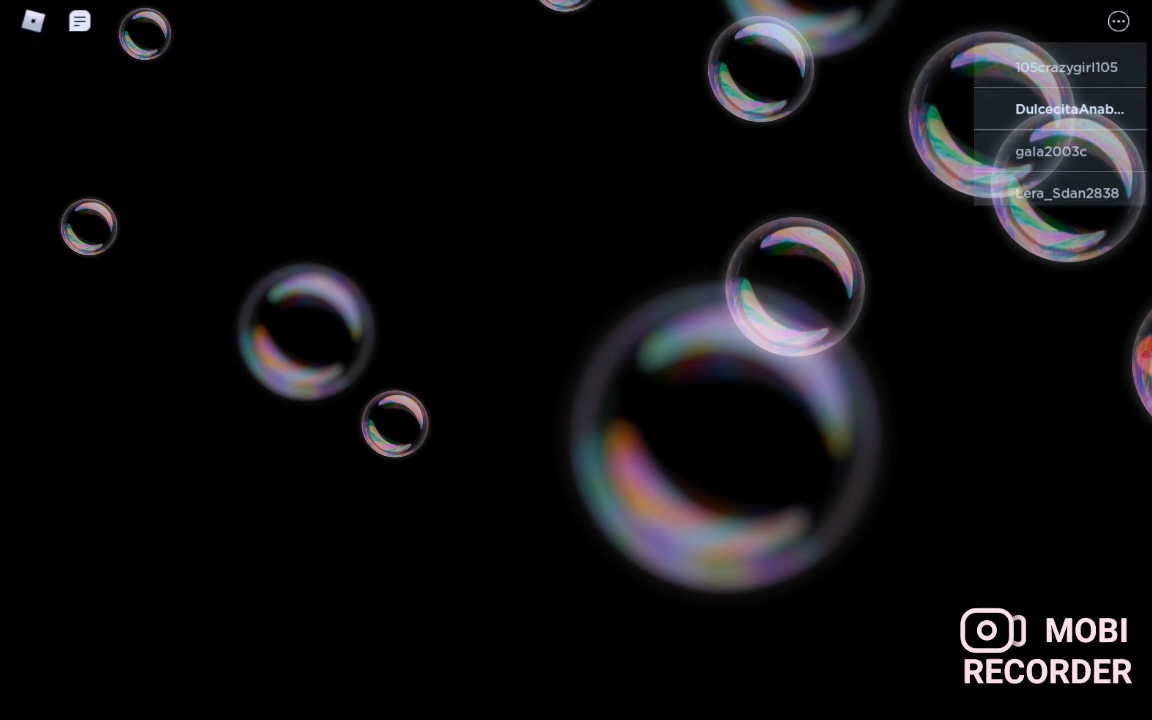 105crazygirl105
DulcecitaAnab...
gala2003c
Lera_Sdan2838
MOBI
RECORDER